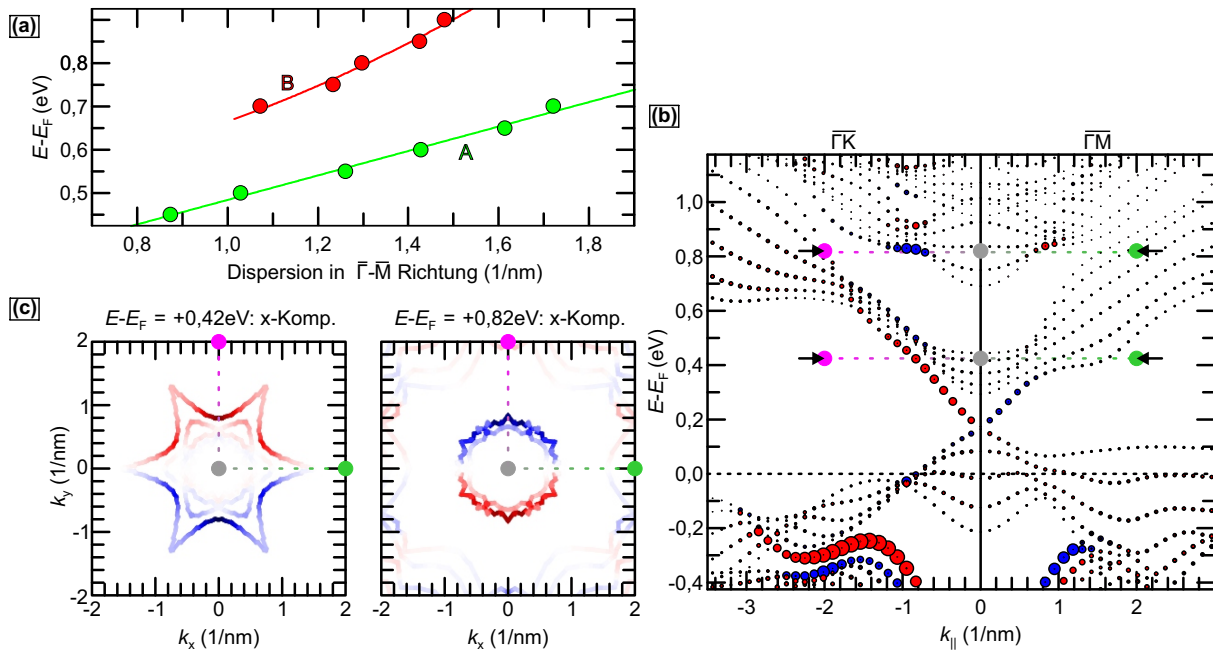 (a)
E-E_F (eV)
0,8
0,7
0,6
0,5
B
A
0,8 1,0 1,2 1,4 1,6 1,8
Dispersion in Γ̅-M̅ Richtung (1/nm)
(b)
Γ̅K̅ Γ̅M̅
E-E_F (eV)
1,0
0,8
0,6
0,4
0,2
0,0
-0,2
-0,4
-3 -2 -1 0 1 2
k_|| (1/nm)
(c)
E-E_F = +0,42eV: x-Komp.
E-E_F = +0,82eV: x-Komp.
k_y (1/nm)
2
1
0
-1
-2
-2 -1 0 1 2
k_x (1/nm)
-2 -1 0 1 2
k_x (1/nm)